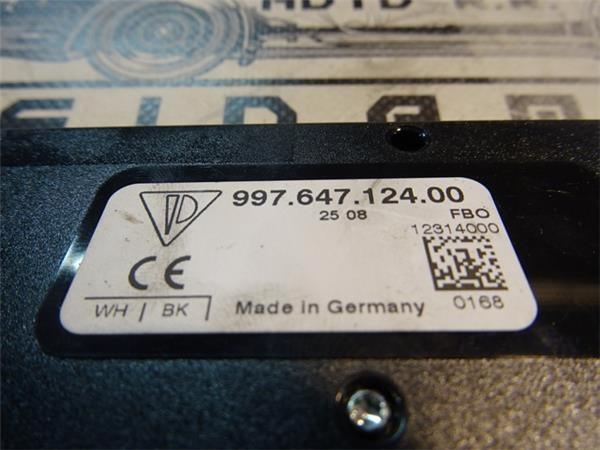 997.647.124.00
25 08
FBO
12314000
CE
WH | BK
Made in Germany
0168